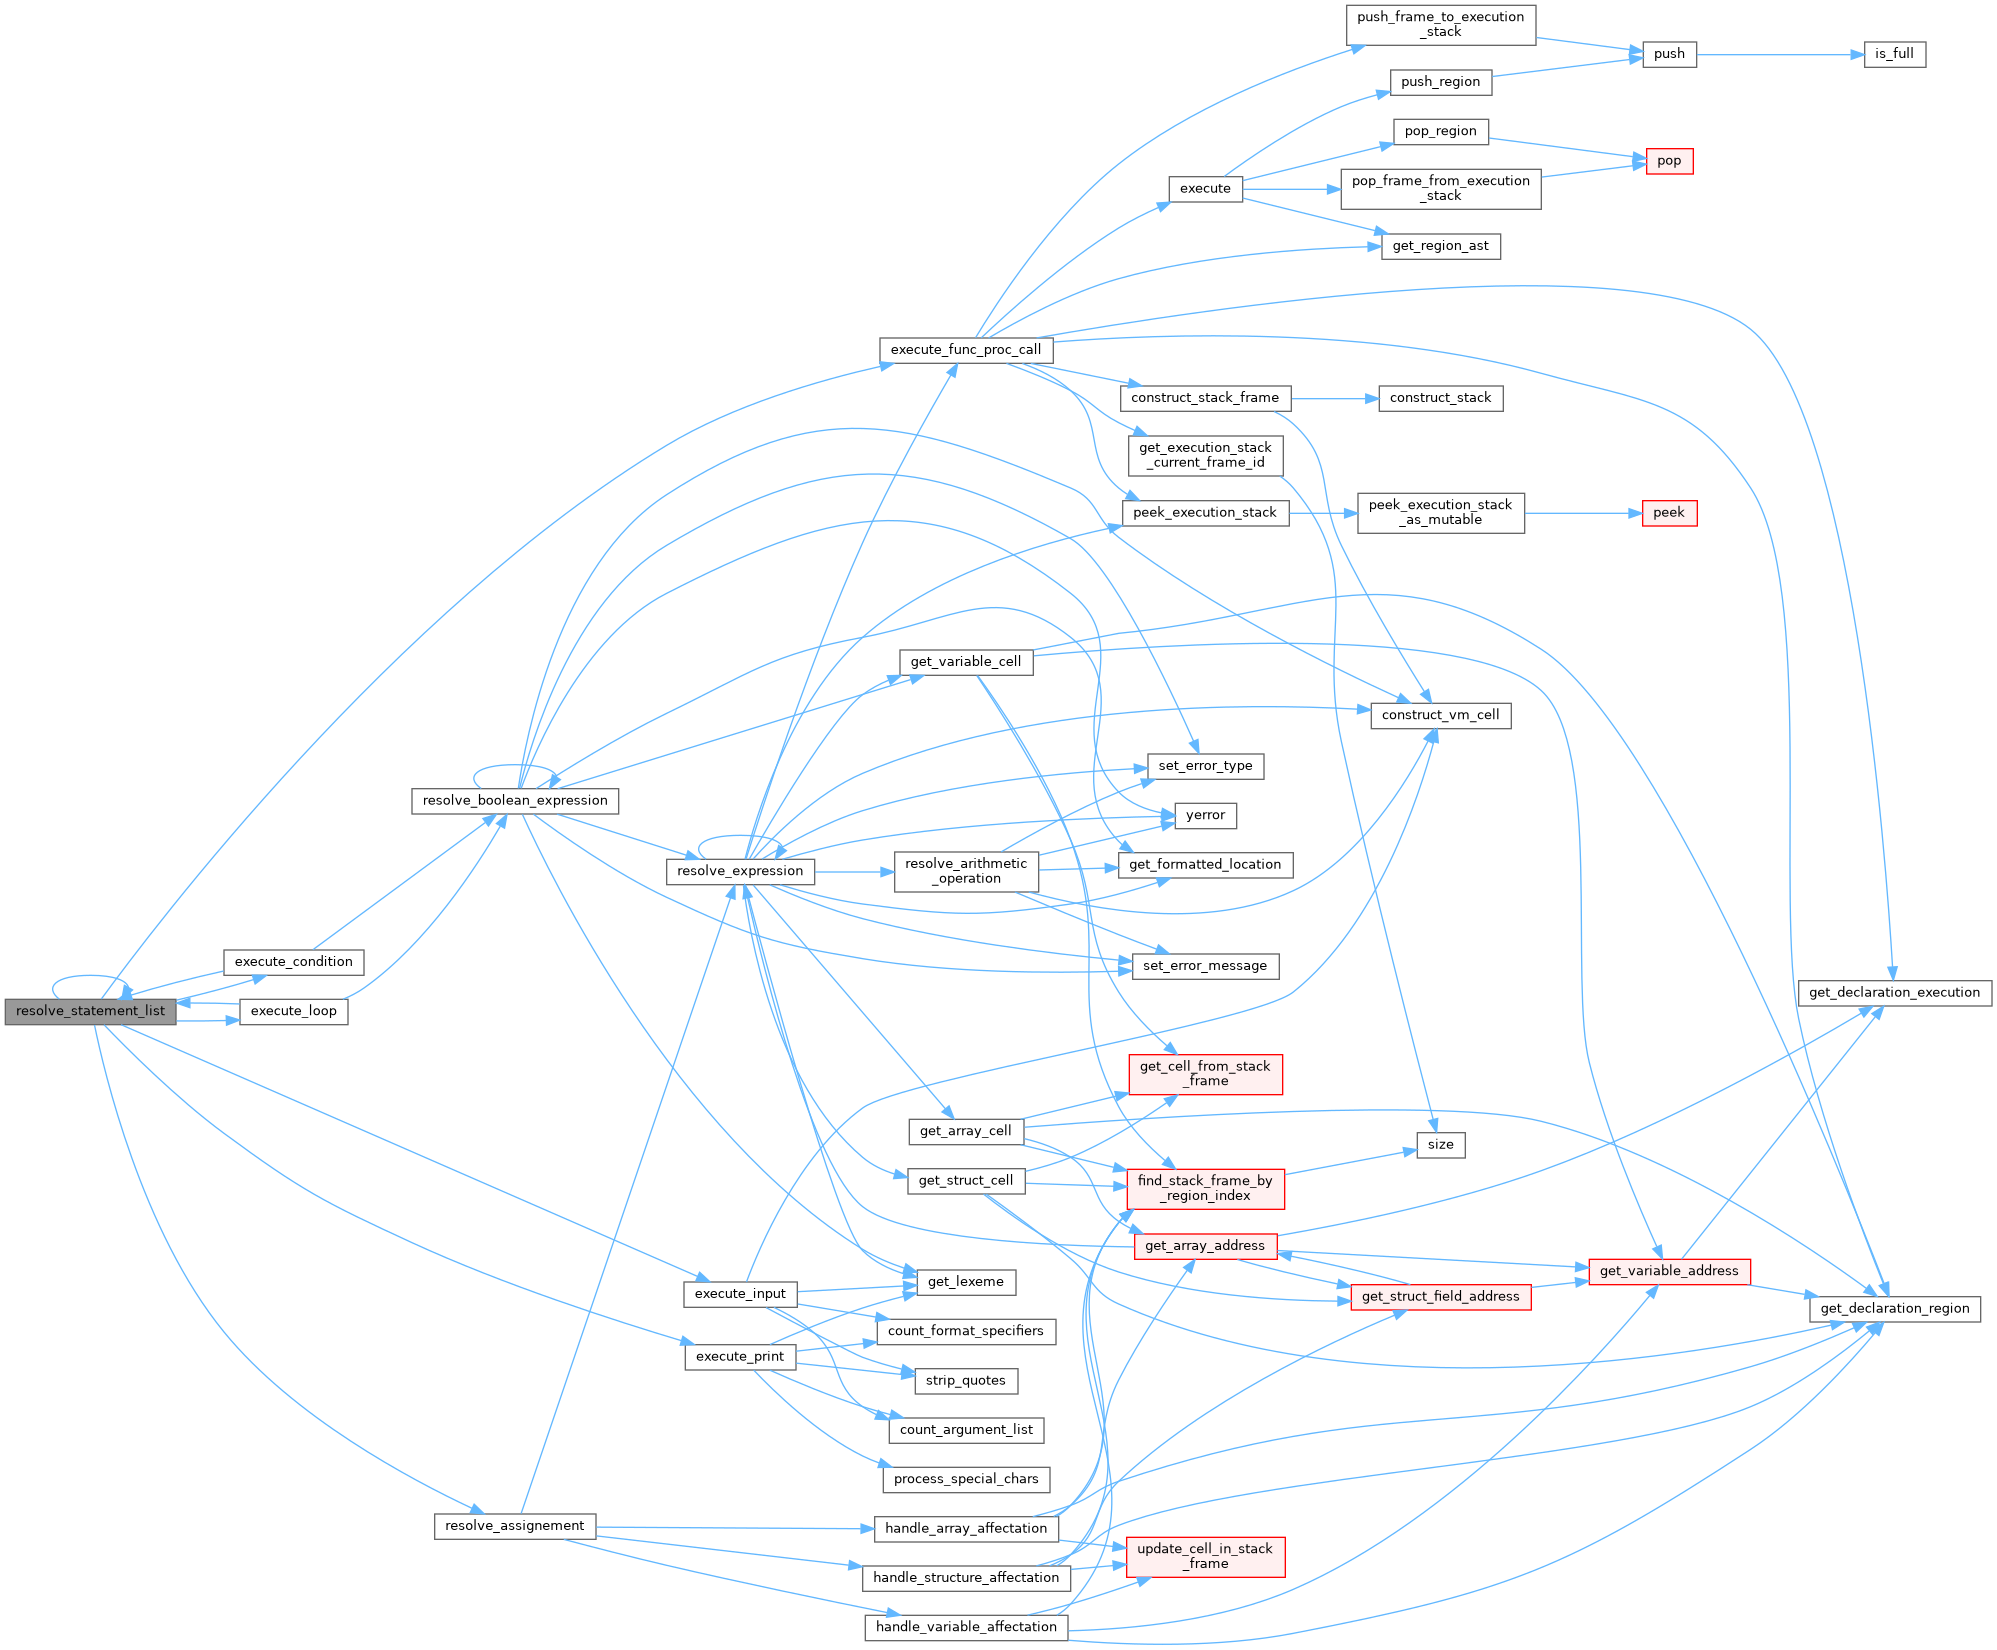 push_frame_to_execution
_stack
push
is_full
push_region
pop_region
pop
pop_frame_from_execution
_stack
execute
get_region_ast
execute_func_proc_call
construct_stack_frame
construct_stack
get_execution_stack
_current_frame_id
peek_execution_stack
peek_execution_stack
_as_mutable
peek
get_variable_cell
construct_vm_cell
set_error_type
resolve_boolean_expression
yerror
resolve_expression
resolve_arithmetic
_operation
get_formatted_location
execute_condition
set_error_message
get_declaration_execution
resolve_statement_list
execute_loop
get_cell_from_stack
_frame
get_array_cell
size
get_struct_cell
find_stack_frame_by
_region_index
get_array_address
get_variable_address
get_lexeme
execute_input
get_struct_field_address
get_declaration_region
count_format_specifiers
execute_print
strip_quotes
count_argument_list
process_special_chars
resolve_assignement
handle_array_affectation
update_cell_in_stack
_frame
handle_structure_affectation
handle_variable_affectation